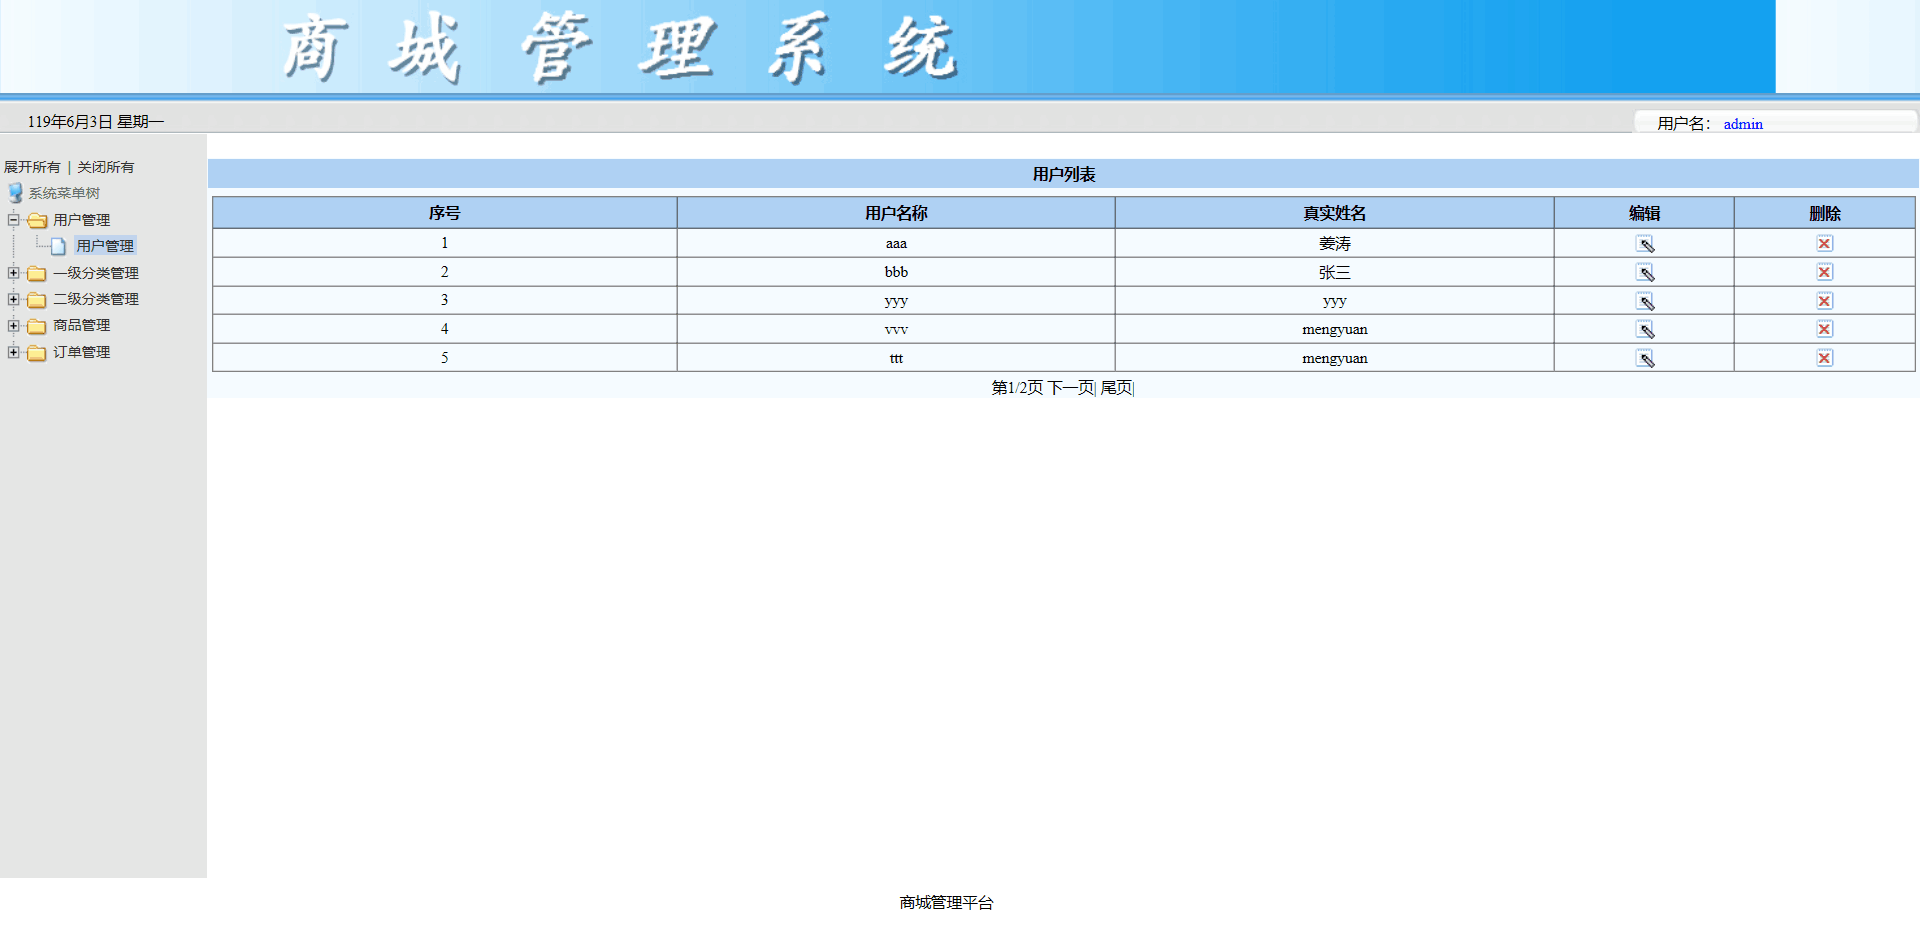 商城管理系统
119年6月3日 星期一
用户名： admin
展开所有 | 关闭所有
系统菜单树
用户管理
用户管理
一级分类管理
二级分类管理
商品管理
订单管理
用户列表
序号 用户名称 真实姓名 编辑 删除
1 aaa 姜涛
2 bbb 张三
3 yyy yyy
4 vvv mengyuan
5 ttt mengyuan
第1/2页 下一页| 尾页|
商城管理平台